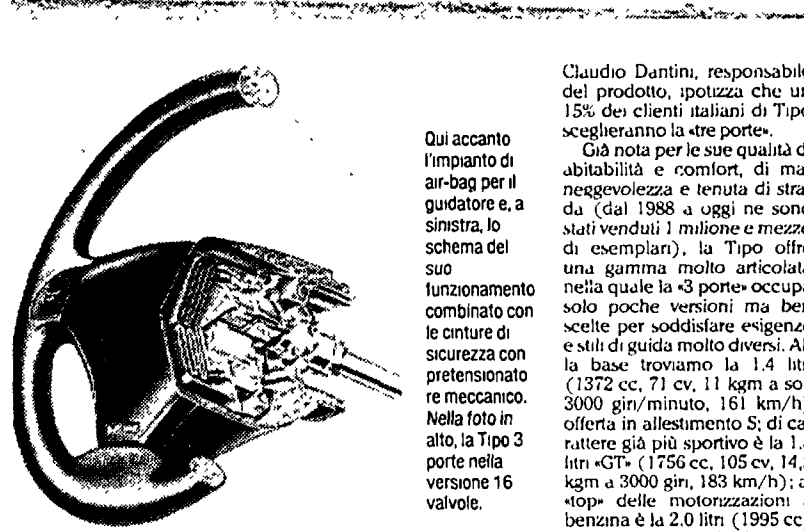 Qui accanto
l'impianto di
air-bag per il
guidatore e, a
sinistra, lo
schema del
suo
funzionamento
combinato con
le cinture di
sicurezza con
pretensionato
re meccanico.
Nella foto in
alto, la Tipo 3
porte nella
versione 16
valvole.
Claudio Dantini, responsabile
del prodotto, ipotizza che un
15% dei clienti italiani di Tipo
sceglieranno la «tre porte».
Già nota per le sue qualità d
abitabilità e comfort, di ma
neggevolezza e tenuta di stra
da (dal 1988 a oggi ne sono
stati venduti 1 milione e mezzo
di esemplari), la Tipo offre
una gamma molto articolata
nella quale la «3 porte» occupa
solo poche versioni ma ben
scelte per soddisfare esigenze
e stili di guida molto diversi. Al
la base troviamo la 1.4 litri
(1372 cc, 71 cv, 11 kgm a so
3000 giri/minuto, 161 km/h)
offerta in allestimento S; di ca
rattere già più sportivo è la 1.
litri «GT» (1756 cc, 105 cv, 14,
kgm a 3000 giri, 183 km/h); a
«top» delle motorizzazioni
benzina è la 2.0 litri (1995 cc